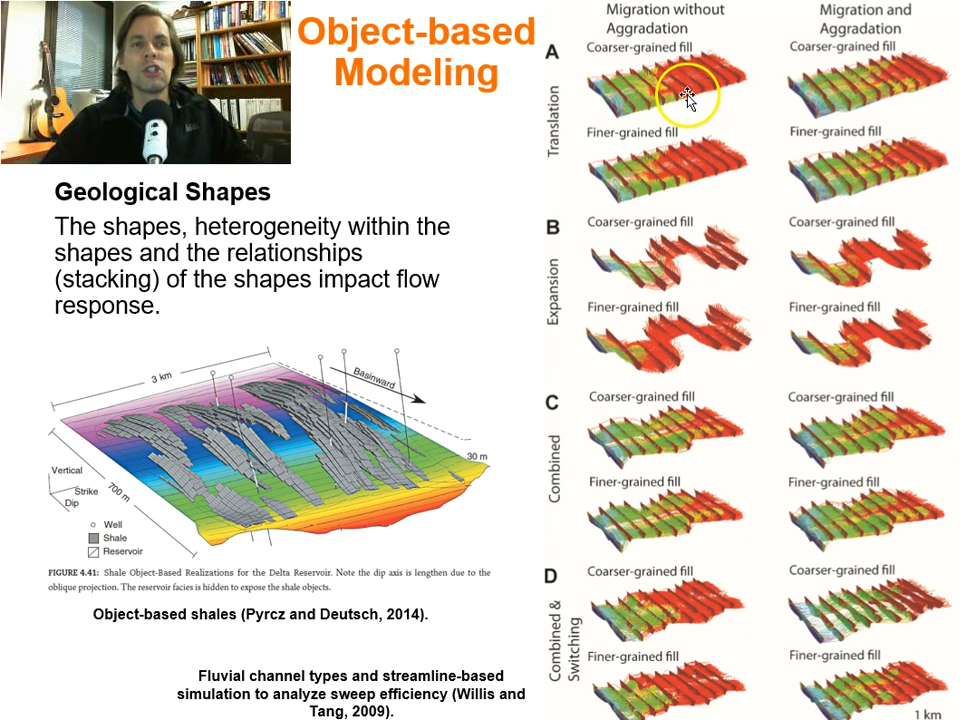 Object-based
Modeling
Geological Shapes
The shapes, heterogeneity within the
shapes and the relationships
(stacking) of the shapes impact flow
response.
3 km
Basinward
30 m
700 m
Vertical
Strike
Dip
Well
Shale
Reservoir
FIGURE 4.41: Shale Object-Based Realizations for the Delta Reservoir. Note the dip axis is lengthen due to the
oblique projection. The reservoir facies is hidden to expose the shale objects.
Object-based shales (Pyrcz and Deutsch, 2014).
Fluvial channel types and streamline-based
simulation to analyze sweep efficiency (Willis and
Tang, 2009).
Migration without
Aggradation
Migration and
Aggradation
A
Translation
Coarser-grained fill
Coarser-grained fill
Finer-grained fill
Finer-grained fill
B
Expansion
Coarser-grained fill
Coarser-grained fill
Finer-grained fill
Finer-grained fill
C
Combined
Coarser-grained fill
Coarser-grained fill
Finer-grained fill
Finer-grained fill
D
Combined &
Switching
Coarser-grained fill
Coarser-grained fill
Finer-grained fill
Finer-grained fill
1 km